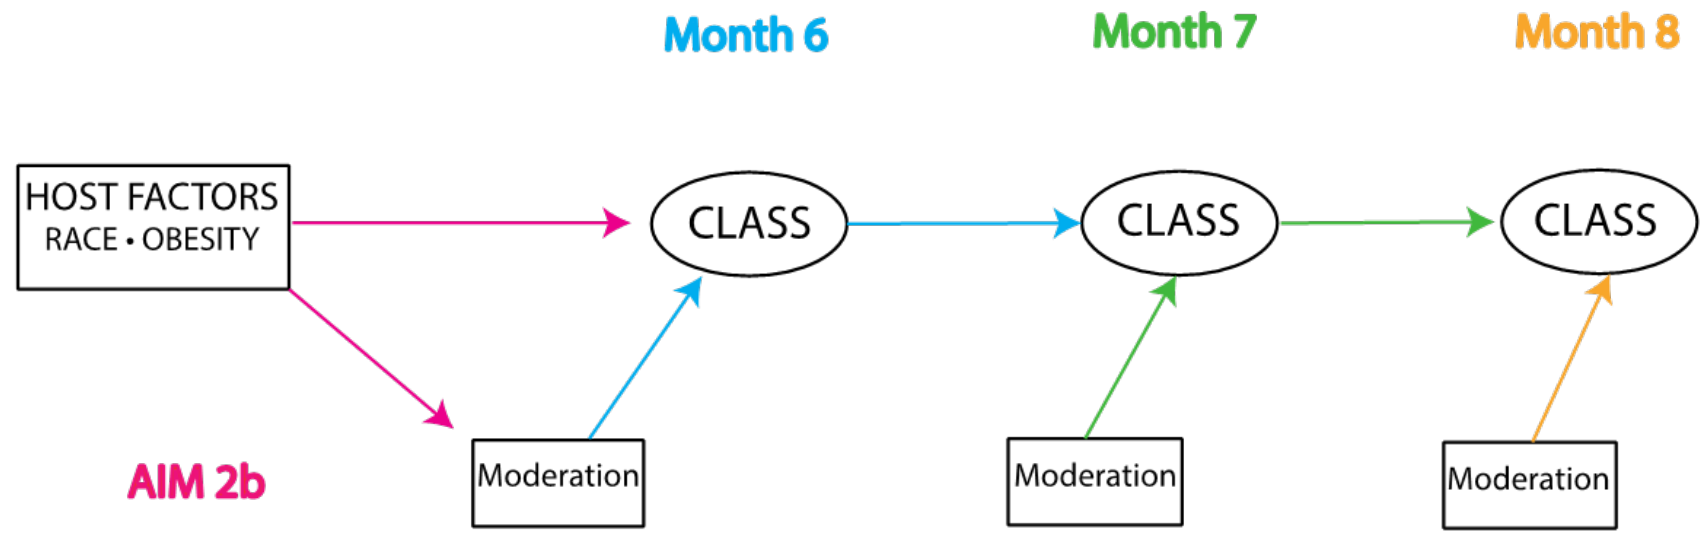 Month 6
Month 7
Month 8
HOST FACTORS
RACE • OBESITY
CLASS
CLASS
CLASS
AIM 2b
Moderation
Moderation
Moderation